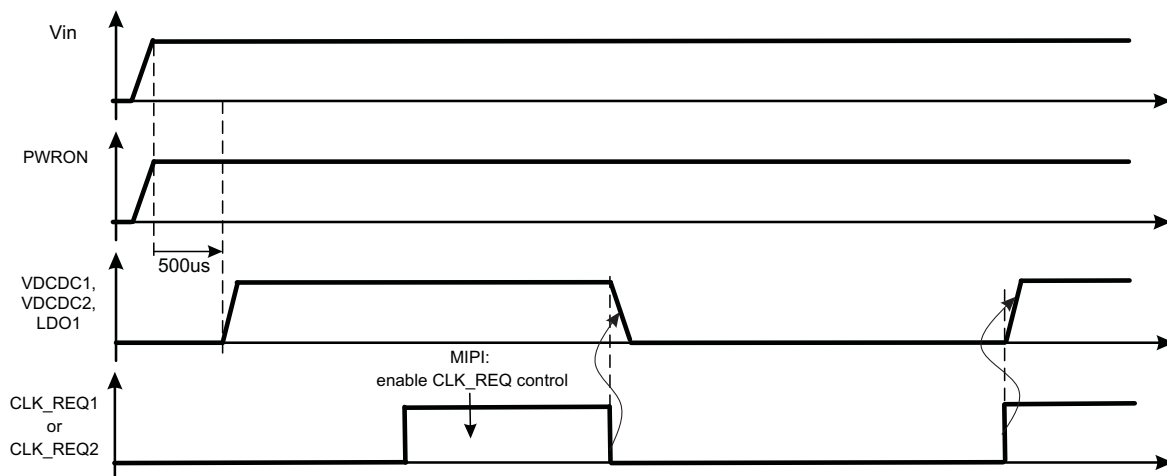 Vin
PWRON
500us
VDCDC1,
VDCDC2,
LDO1
MIPI:
enable CLK_REQ control
CLK_REQ1
or
CLK_REQ2